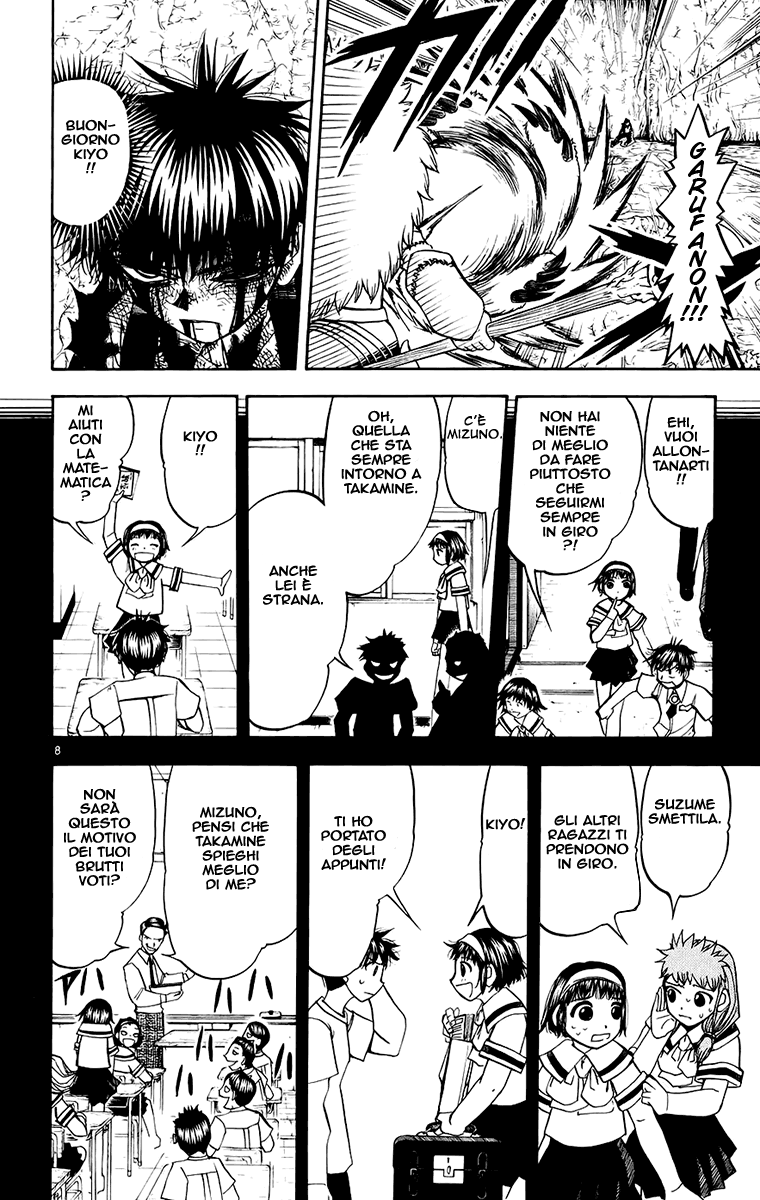 GARUFANON!!!
BUON-
GIORNO
KIYO
!!
EHI,
VUOI
ALLON-
TANARTI
!!
NON HAI
NIENTE
DI MEGLIO
DA FARE
PIUTTOSTO
CHE
SEGUIRMI
SEMPRE
IN GIRO
?!
C'È
MIZUNO.
OH,
QUELLA
CHE STA
SEMPRE
INTORNO A
TAKAMINE.
ANCHE
LEI È
STRANA.
KIYO
!!
MI
AIUTI
CON
LA
MATE-
MATICA
?
8
SUZUME
SMETTILA.
GLI ALTRI
RAGAZZI TI
PRENDONO
IN GIRO.
KIYO!
TI HO
PORTATO
DEGLI
APPUNTI!
MIZUNO,
PENSI CHE
TAKAMINE
SPIEGHI
MEGLIO
DI ME?
NON
SARÀ
QUESTO
IL MOTIVO
DEI TUOI
BRUTTI
VOTI?